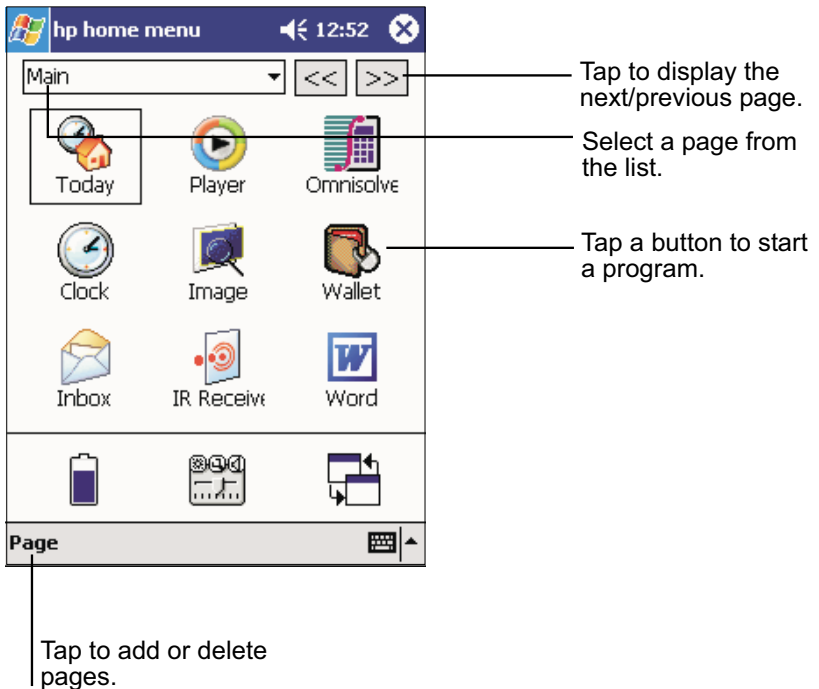 hp home menu 12:52
Main << >>
Tap to display the
next/previous page.
Select a page from
the list.
Today Player Omnisolve
Tap a button to start
a program.
Clock Image Wallet
Inbox IR Receive W Word
Page
Tap to add or delete
pages.